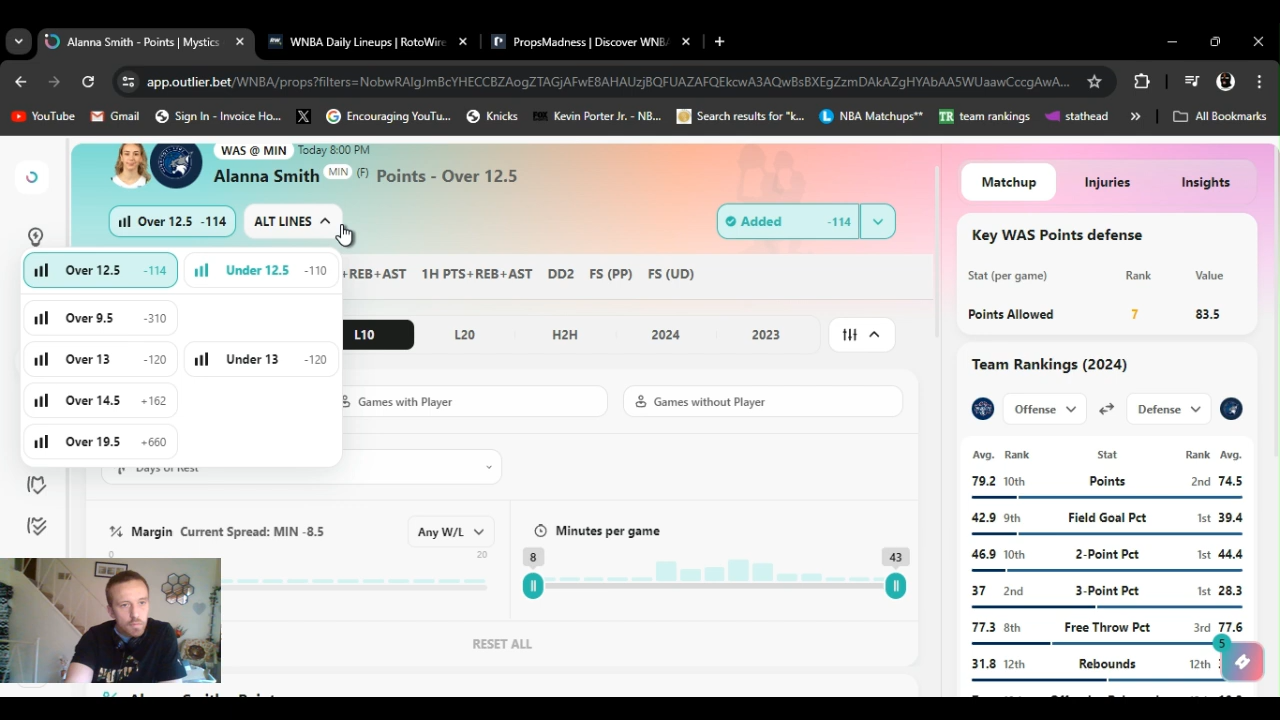 Alanna Smith - Points | Mystics
WNBA Daily Lineups | RotoWire
PropsMadness | Discover WNB
app.outlier.bet/WNBA/props?filters=NobwRAlgJmBcYHECCBZAogZTAGjAFwE8AHAUzjBQFUAZAFQEkcwA3AQwBsBXEgZzmDAkAZgHYAbAA5WUaawCccgAwA...
YouTube
Gmail
Sign In - Invoice Ho...
Encouraging YouTu...
Knicks
Kevin Porter Jr. - NB...
Search results for "k...
NBA Matchups**
TR team rankings
stathead
All Bookmarks
WAS @ MIN Today 8:00 PM
Alanna Smith MIN (F) Points - Over 12.5
Over 12.5 -114
ALT LINES
Added -114
Over 12.5 -114 Under 12.5 -110
Over 9.5 -310
Over 13 -120 Under 13 -120
Over 14.5 +162
Over 19.5 +660
+REB+AST 1H PTS+REB+AST DD2 FS (PP) FS (UD)
L10 L20 H2H 2024 2023
Games with Player Games without Player
Days of Rest
Margin Current Spread: MIN -8.5 Any W/L
0 20
Minutes per game
8 43
RESET ALL
Matchup Injuries Insights
Key WAS Points defense
Stat (per game) Rank Value
Points Allowed 7 83.5
Team Rankings (2024)
Offense Defense
Avg. Rank Stat Rank Avg.
79.2 10th Points 2nd 74.5
42.9 9th Field Goal Pct 1st 39.4
46.9 10th 2-Point Pct 1st 44.4
37 2nd 3-Point Pct 1st 28.3
77.3 8th Free Throw Pct 3rd 77.6
31.8 12th Rebounds 12th
5